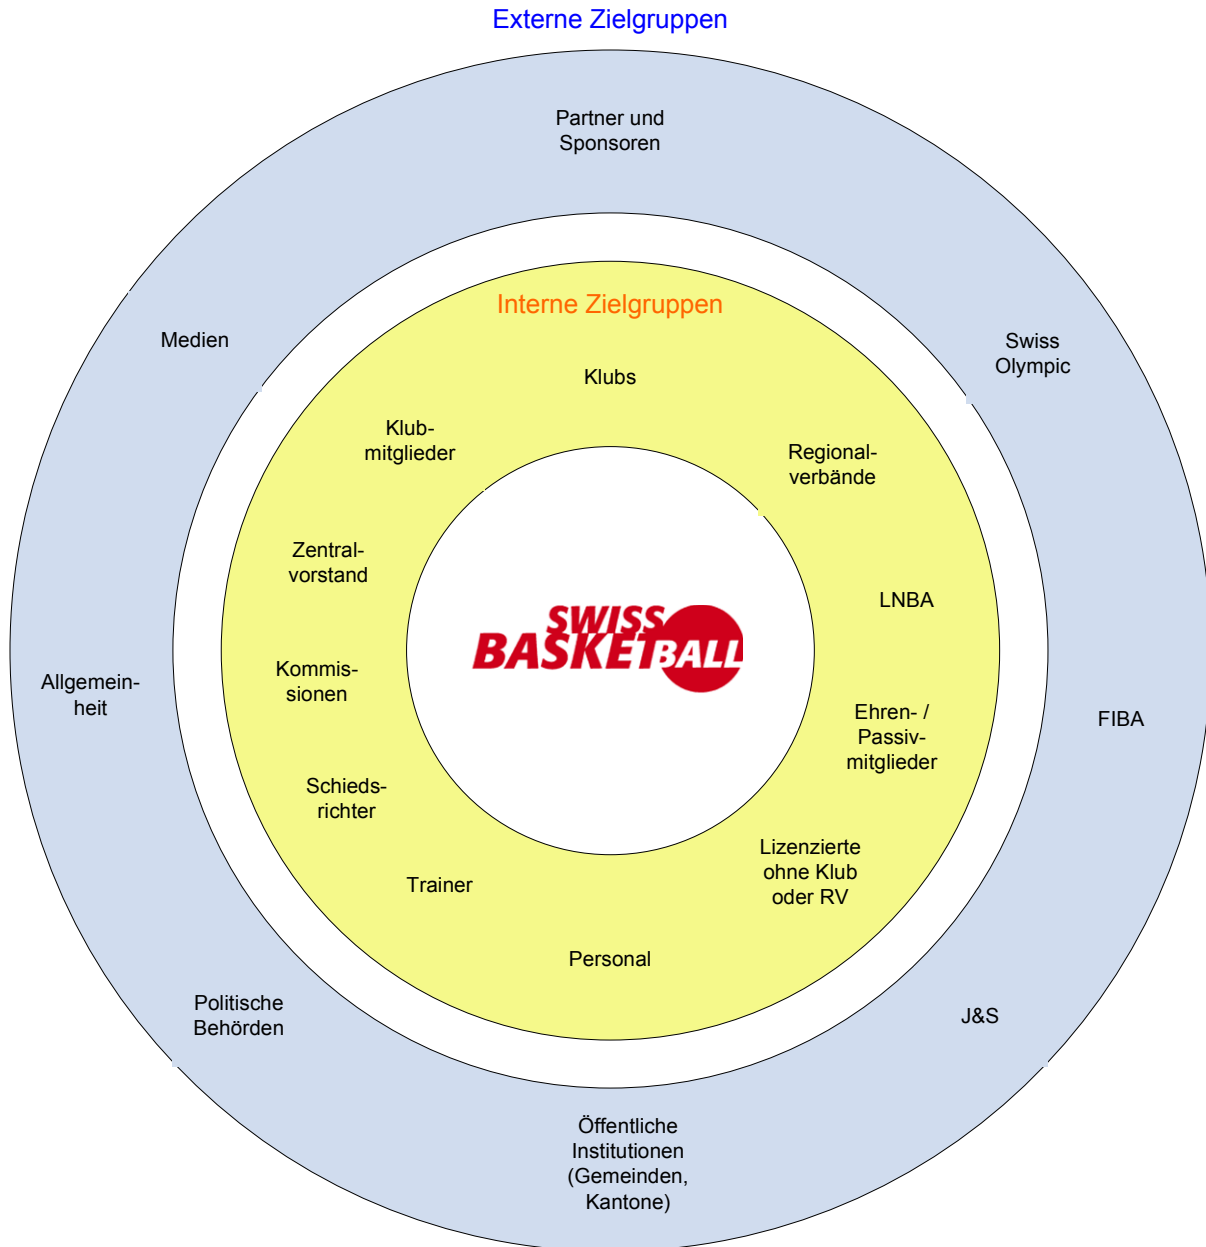 Externe Zielgruppen
Partner und
Sponsoren
Medien
Swiss
Olympic
Allgemein-
heit
FIBA
Politische
Behörden
J&S
Öffentliche
Institutionen
(Gemeinden,
Kantone)
Interne Zielgruppen
Klubs
Klub-
mitglieder
Regional-
verbände
Zentral-
vorstand
LNBA
Kommis-
sionen
Ehren- /
Passiv-
mitglieder
Schieds-
richter
Lizenzierte
ohne Klub
oder RV
Trainer
Personal
SWISS
BASKETBALL